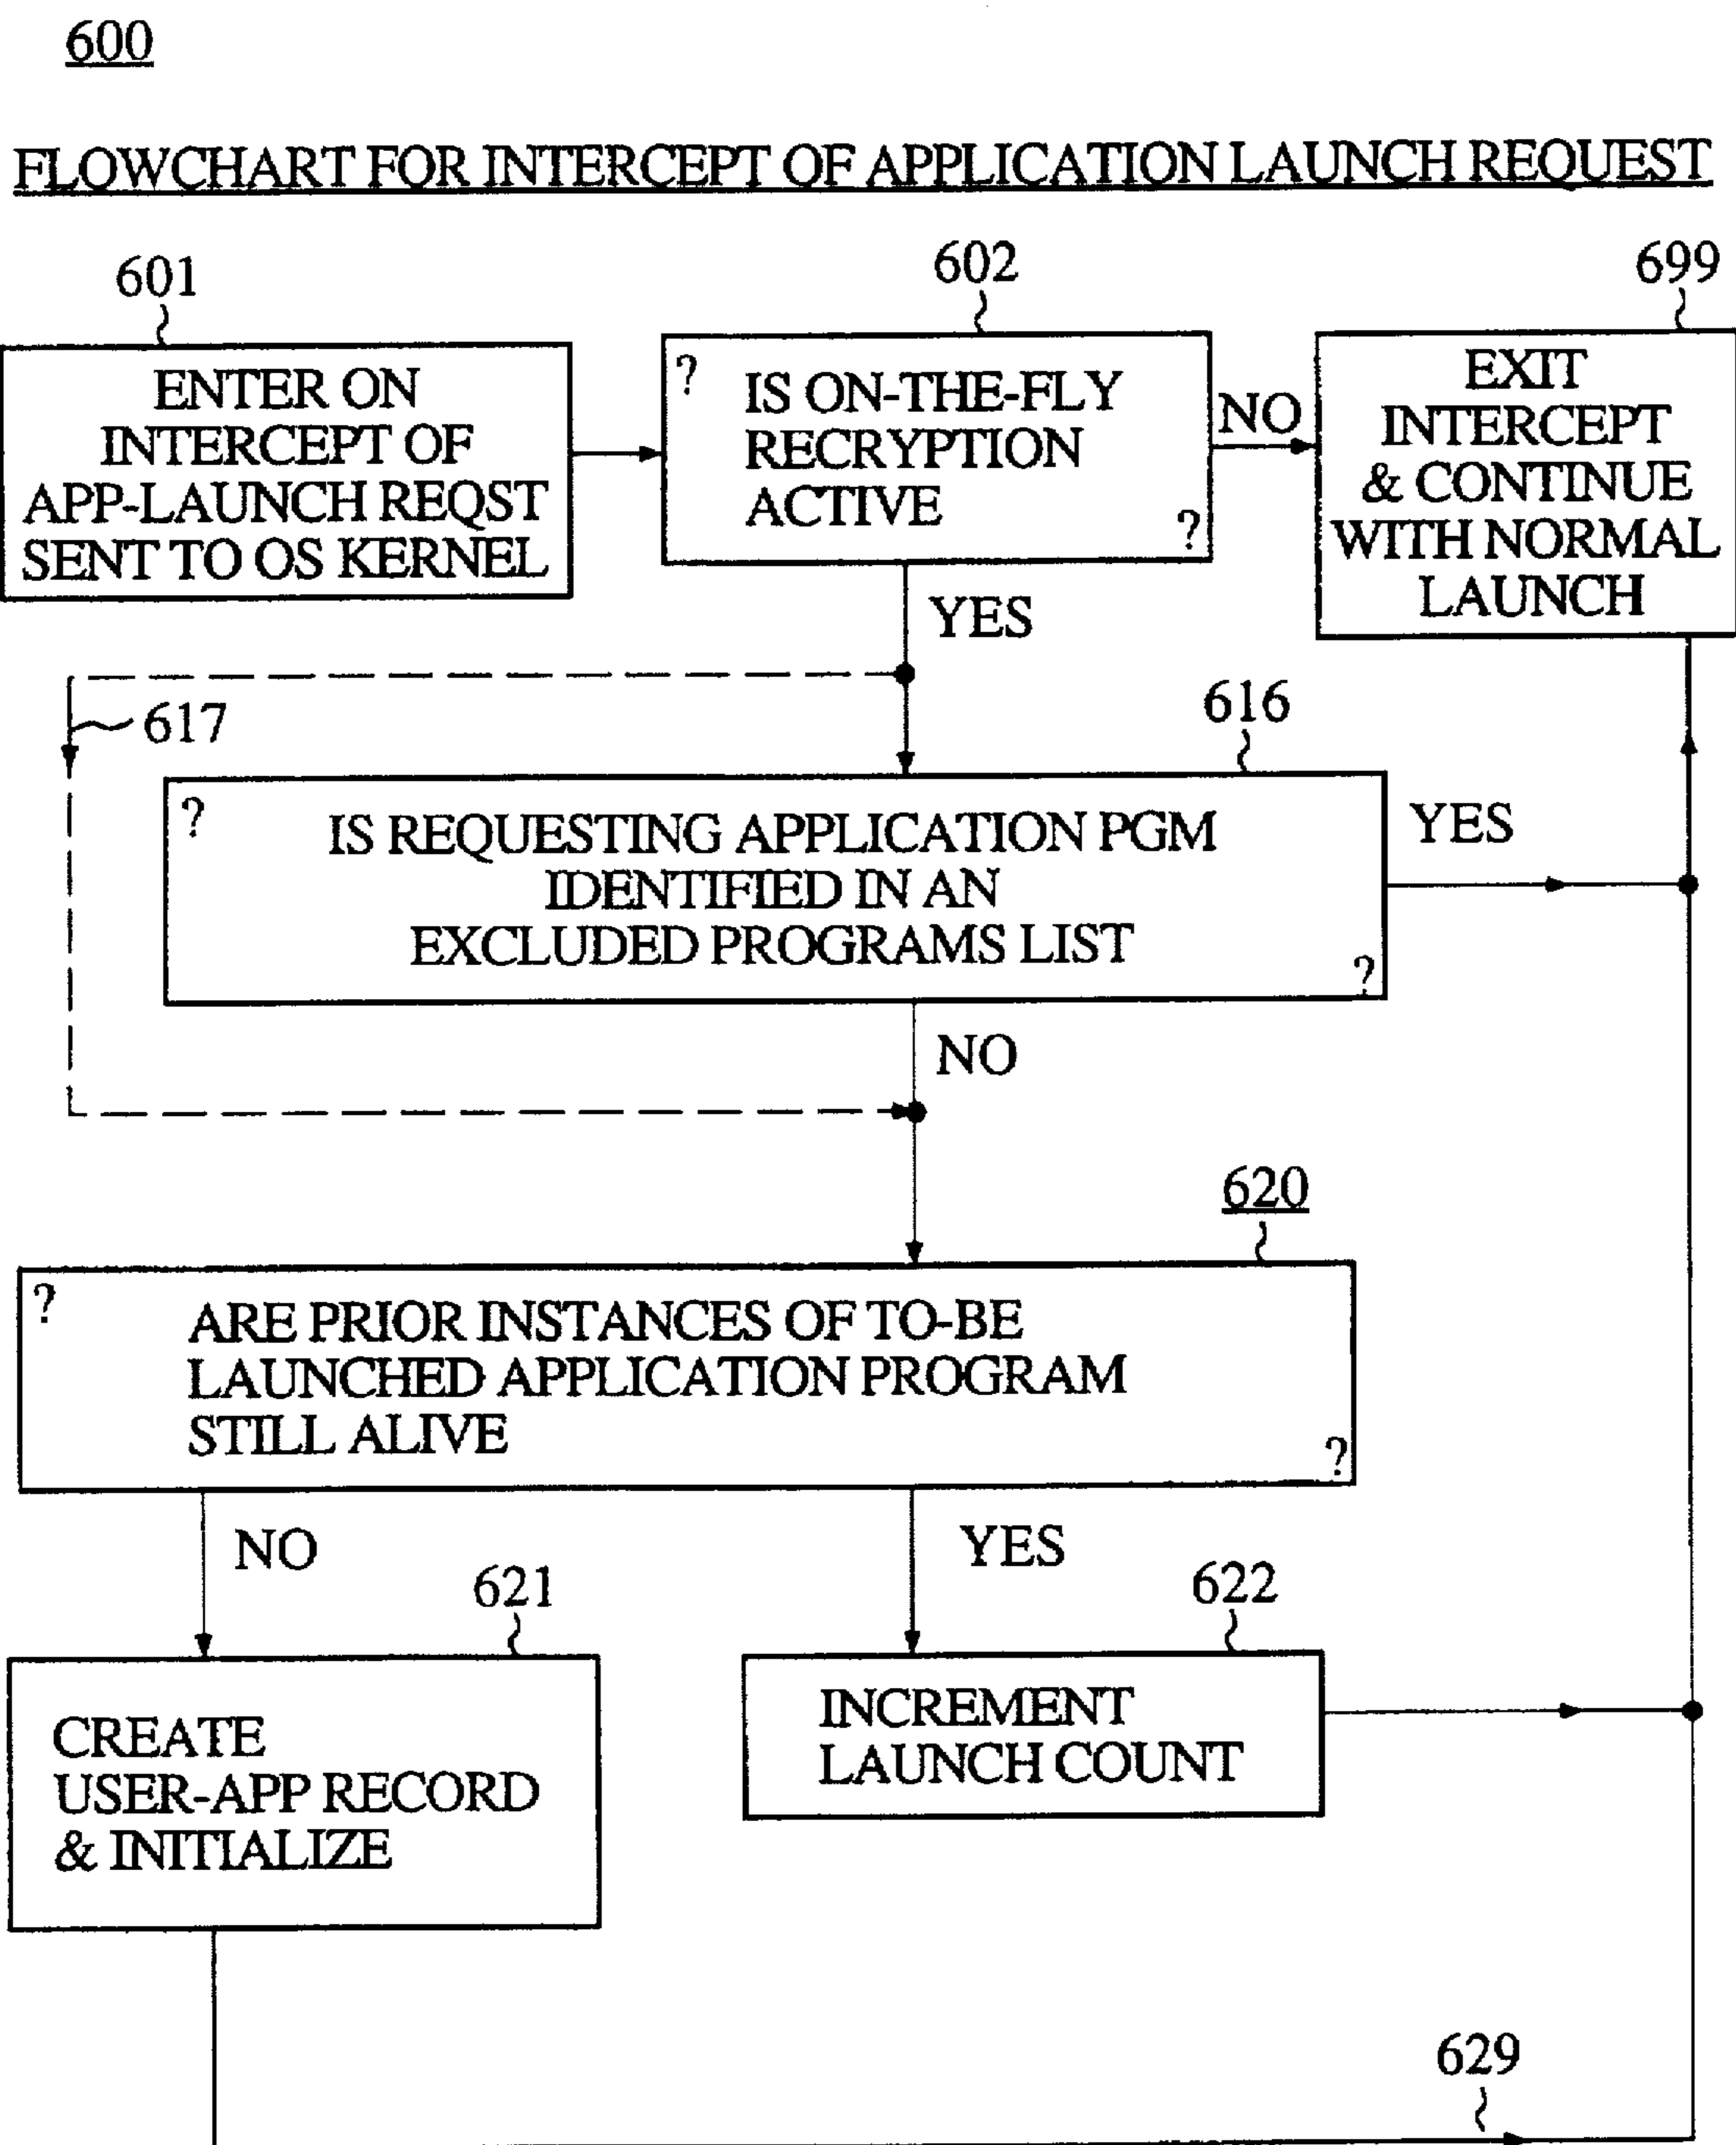 600
FLOWCHART FOR INTERCEPT OF APPLICATION LAUNCH REQUEST
601
602
699
ENTER ON
INTERCEPT OF
APP-LAUNCH REQST
SENT TO OS KERNEL
?
IS ON-THE-FLY
RECRYPTION
ACTIVE
?
NO
EXIT
INTERCEPT
& CONTINUE
WITH NORMAL
LAUNCH
YES
617
616
?
IS REQUESTING APPLICATION PGM
IDENTIFIED IN AN
EXCLUDED PROGRAMS LIST
?
YES
NO
620
?
ARE PRIOR INSTANCES OF TO-BE
LAUNCHED APPLICATION PROGRAM
STILL ALIVE
?
NO
YES
621
622
CREATE
USER-APP RECORD
& INITIALIZE
INCREMENT
LAUNCH COUNT
629